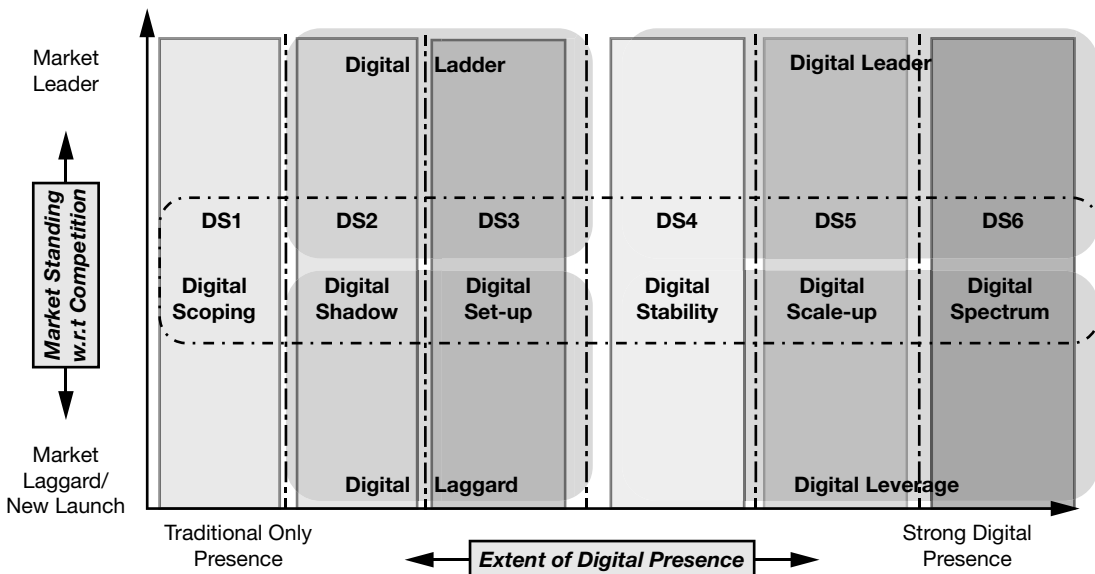 Market
Leader
Digital Ladder
Digital Leader
Market Standing
w.r.t Competition
DS1 DS2 DS3 DS4 DS5 DS6
Digital Digital Digital Digital Digital Digital
Scoping Shadow Set-up Stability Scale-up Spectrum
Market
Laggard/
New Launch
Digital Laggard
Digital Leverage
Traditional Only
Presence
Extent of Digital Presence
Strong Digital
Presence